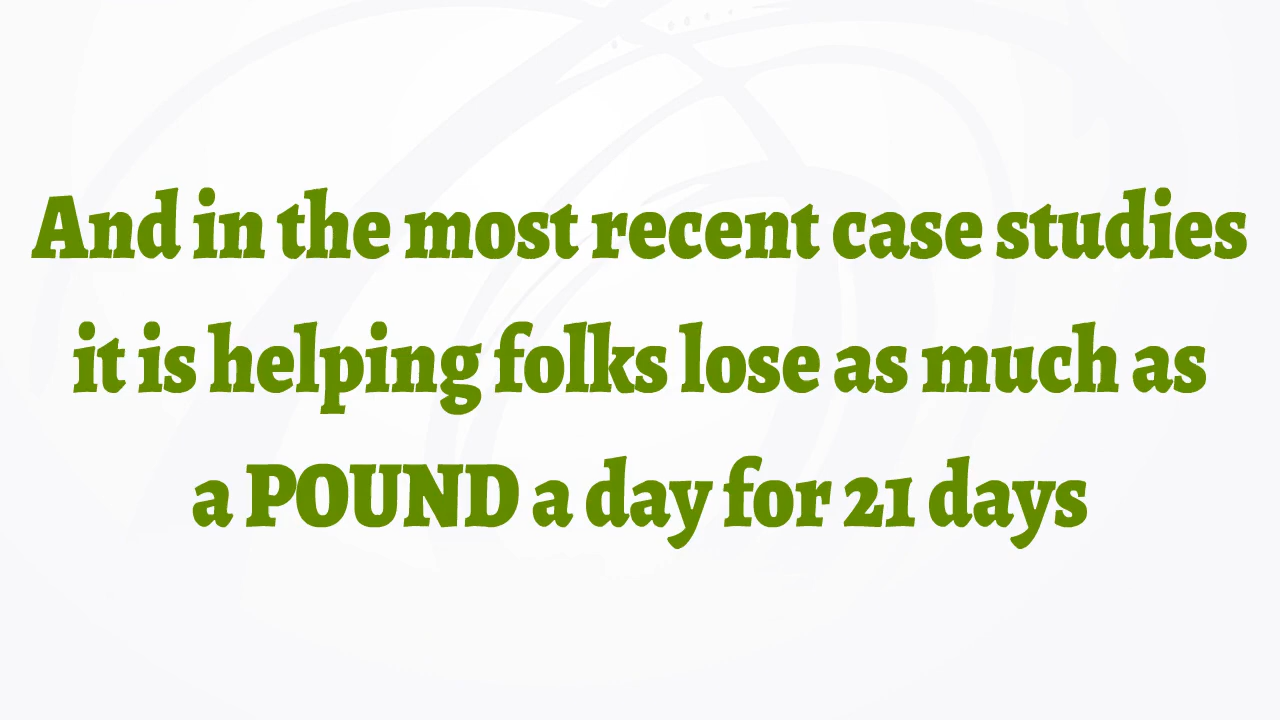 And in the most recent case studies
it is helping folks lose as much as
a POUND a day for 21 days